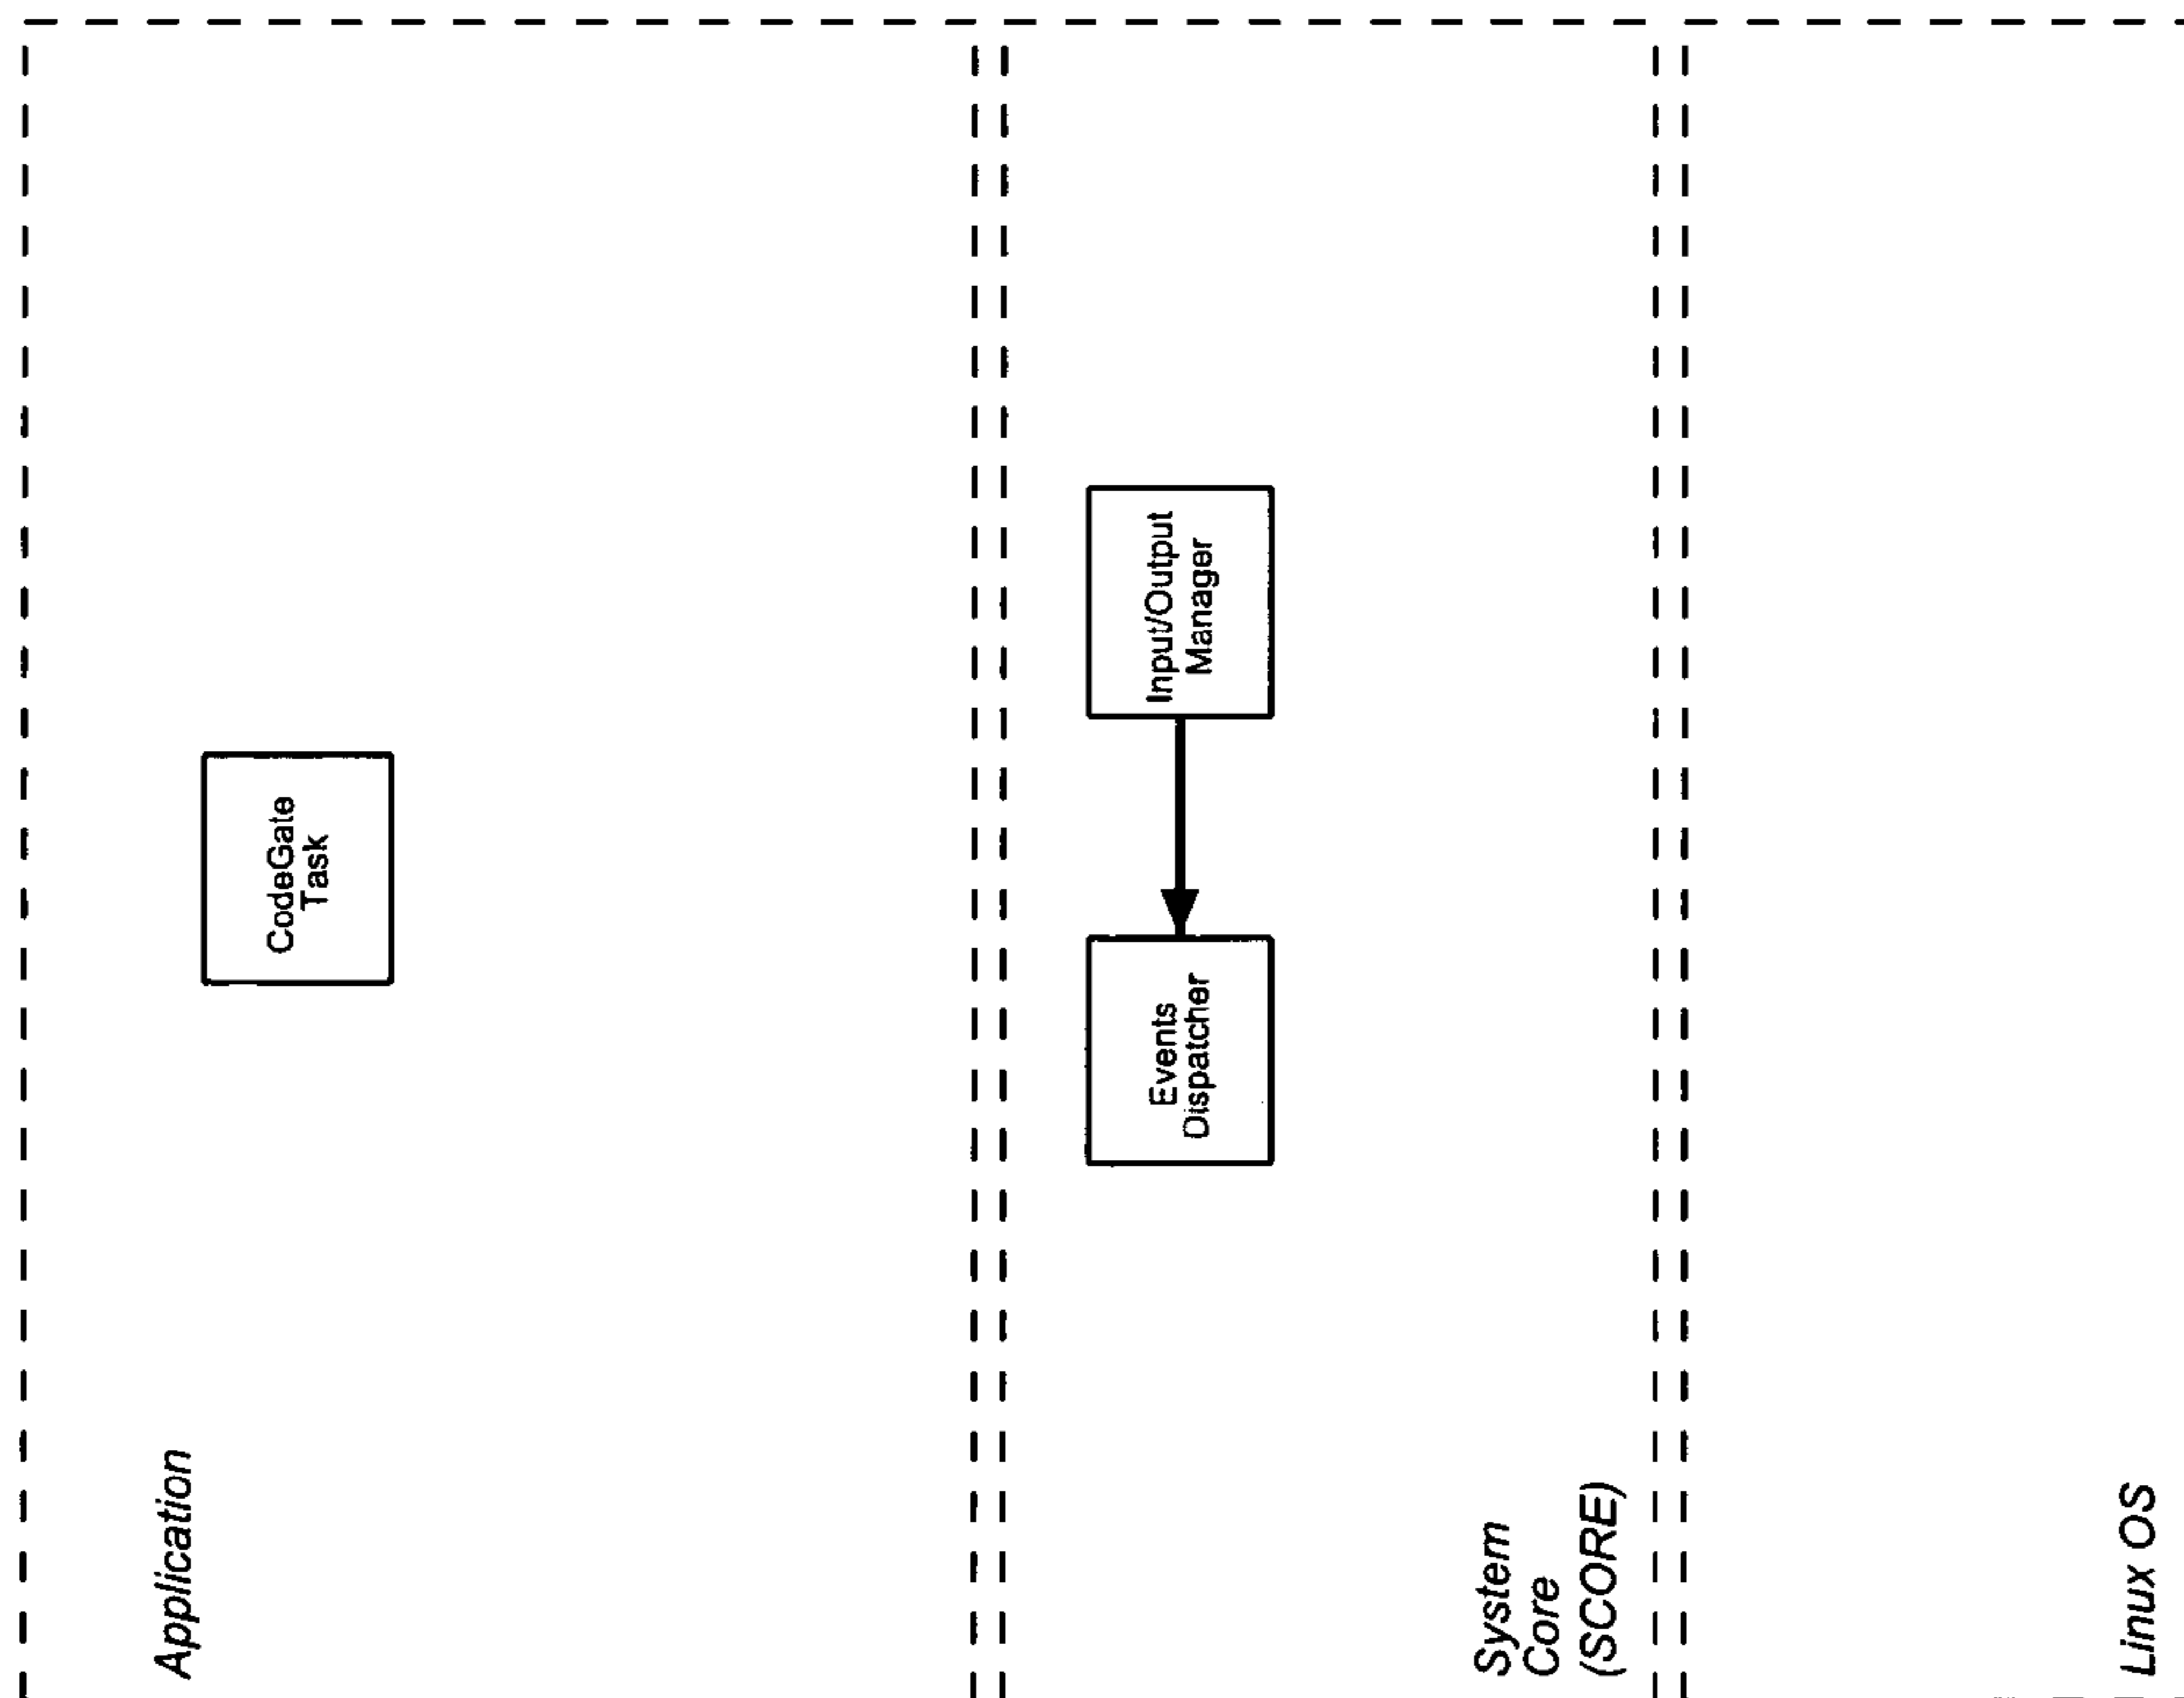 Application
CodeGate
Task
Events
Dispatcher
Input/Output
Manager
System
Core
(SCORE)
Linux OS